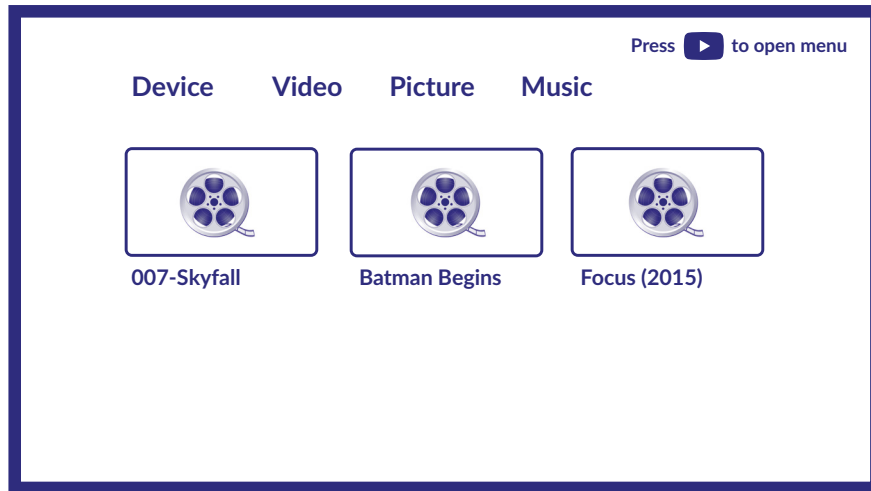 Press to open menu
Device Video Picture Music
007-Skyfall Batman Begins Focus (2015)